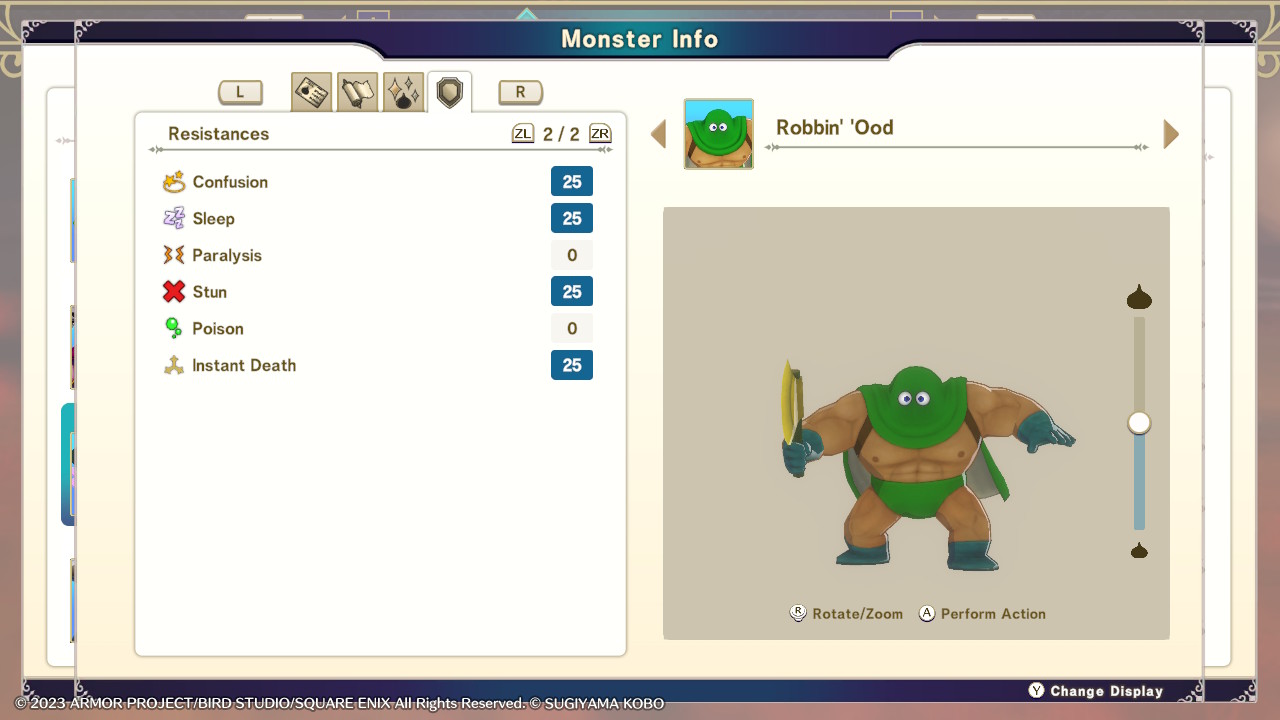 Monster Info
L
R
Resistances
ZL 2 / 2 ZR
Confusion 25
Sleep 25
Paralysis 0
Stun 25
Poison 0
Instant Death 25
Robbin' 'Ood
R Rotate/Zoom A Perform Action
Y Change Display
© 2023 ARMOR PROJECT/BIRD STUDIO/SQUARE ENIX All Rights Reserved. © SUGIYAMA KOBO